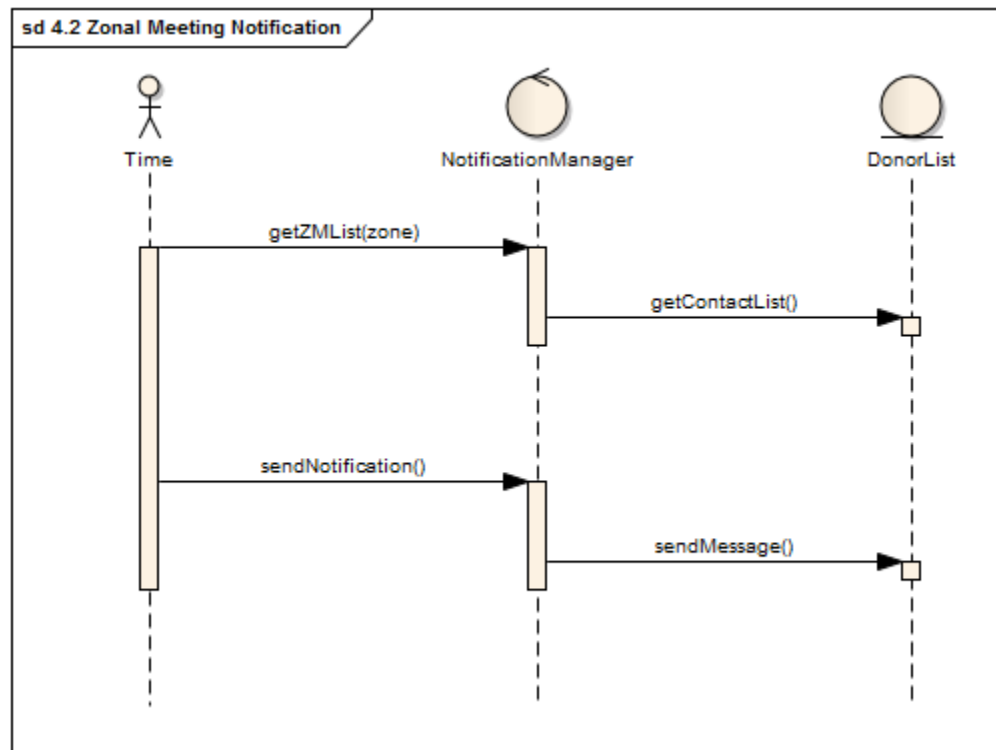 sd 4.2 Zonal Meeting Notification
Time
NotificationManager
DonorList
getZMList(zone)
getContactList()
sendNotification()
sendMessage()